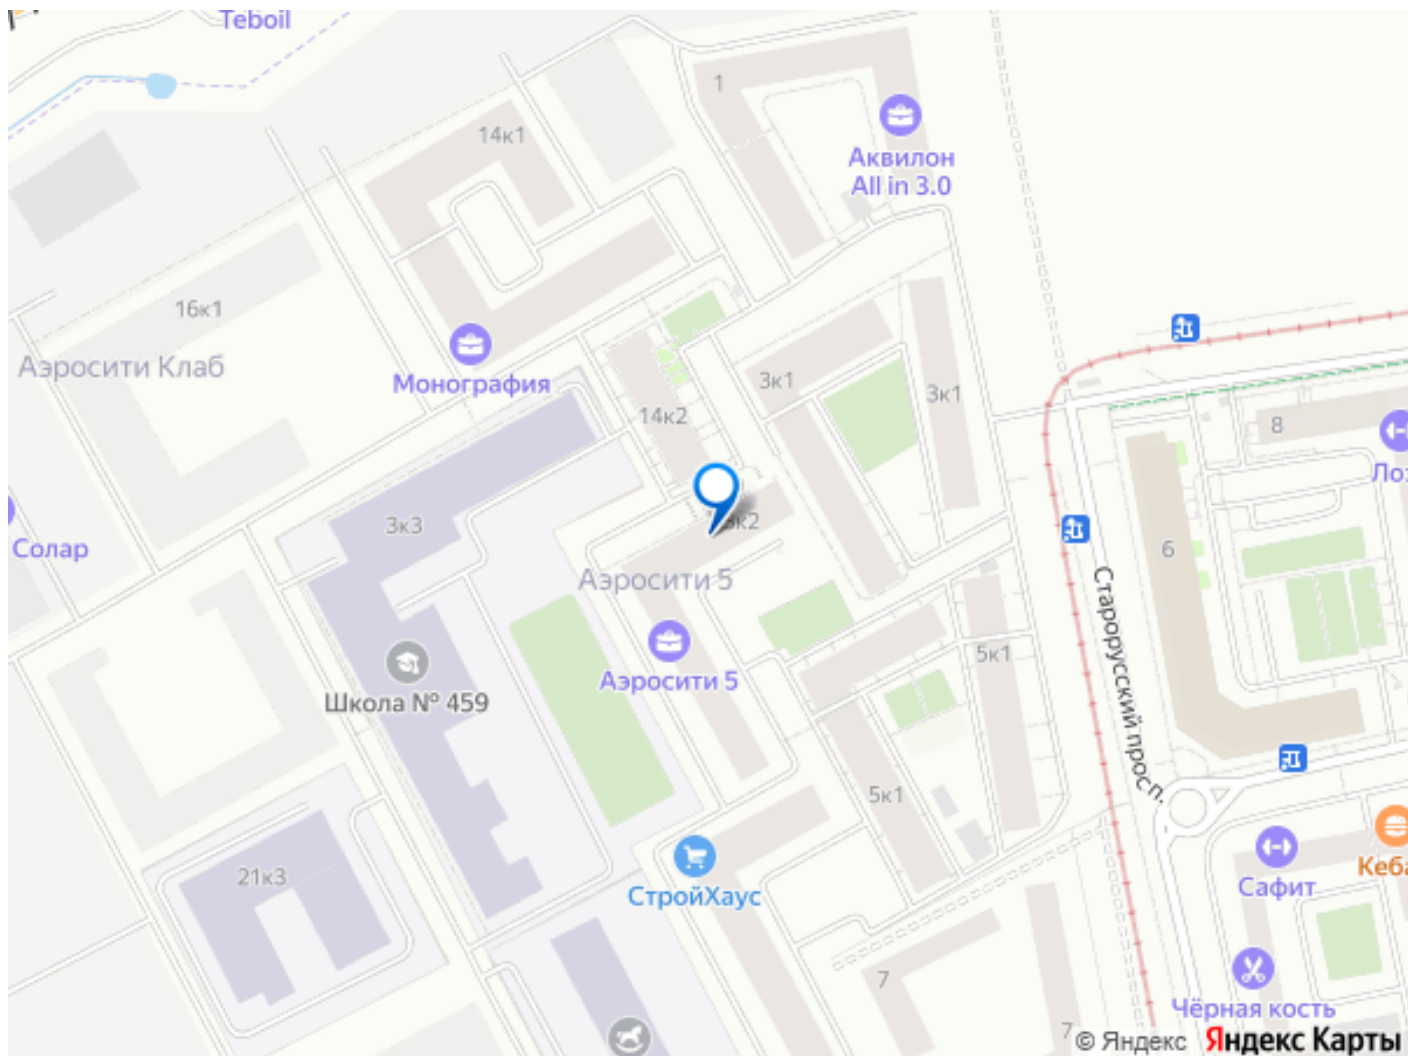 Teboil
1
14к1
Аквилон
All in 3.0
16к1
Аэросити Клаб
Монография
3к1
3к1
14к2
8
Солар
3к3
3к2
6
Аэросити 5
Старорусский просп.
Аэросити 5
5к1
Школа № 459
5к1
21к3
СтройХаус
Сафит
7
Чёрная кость
7
© Яндекс Яндекс Карты